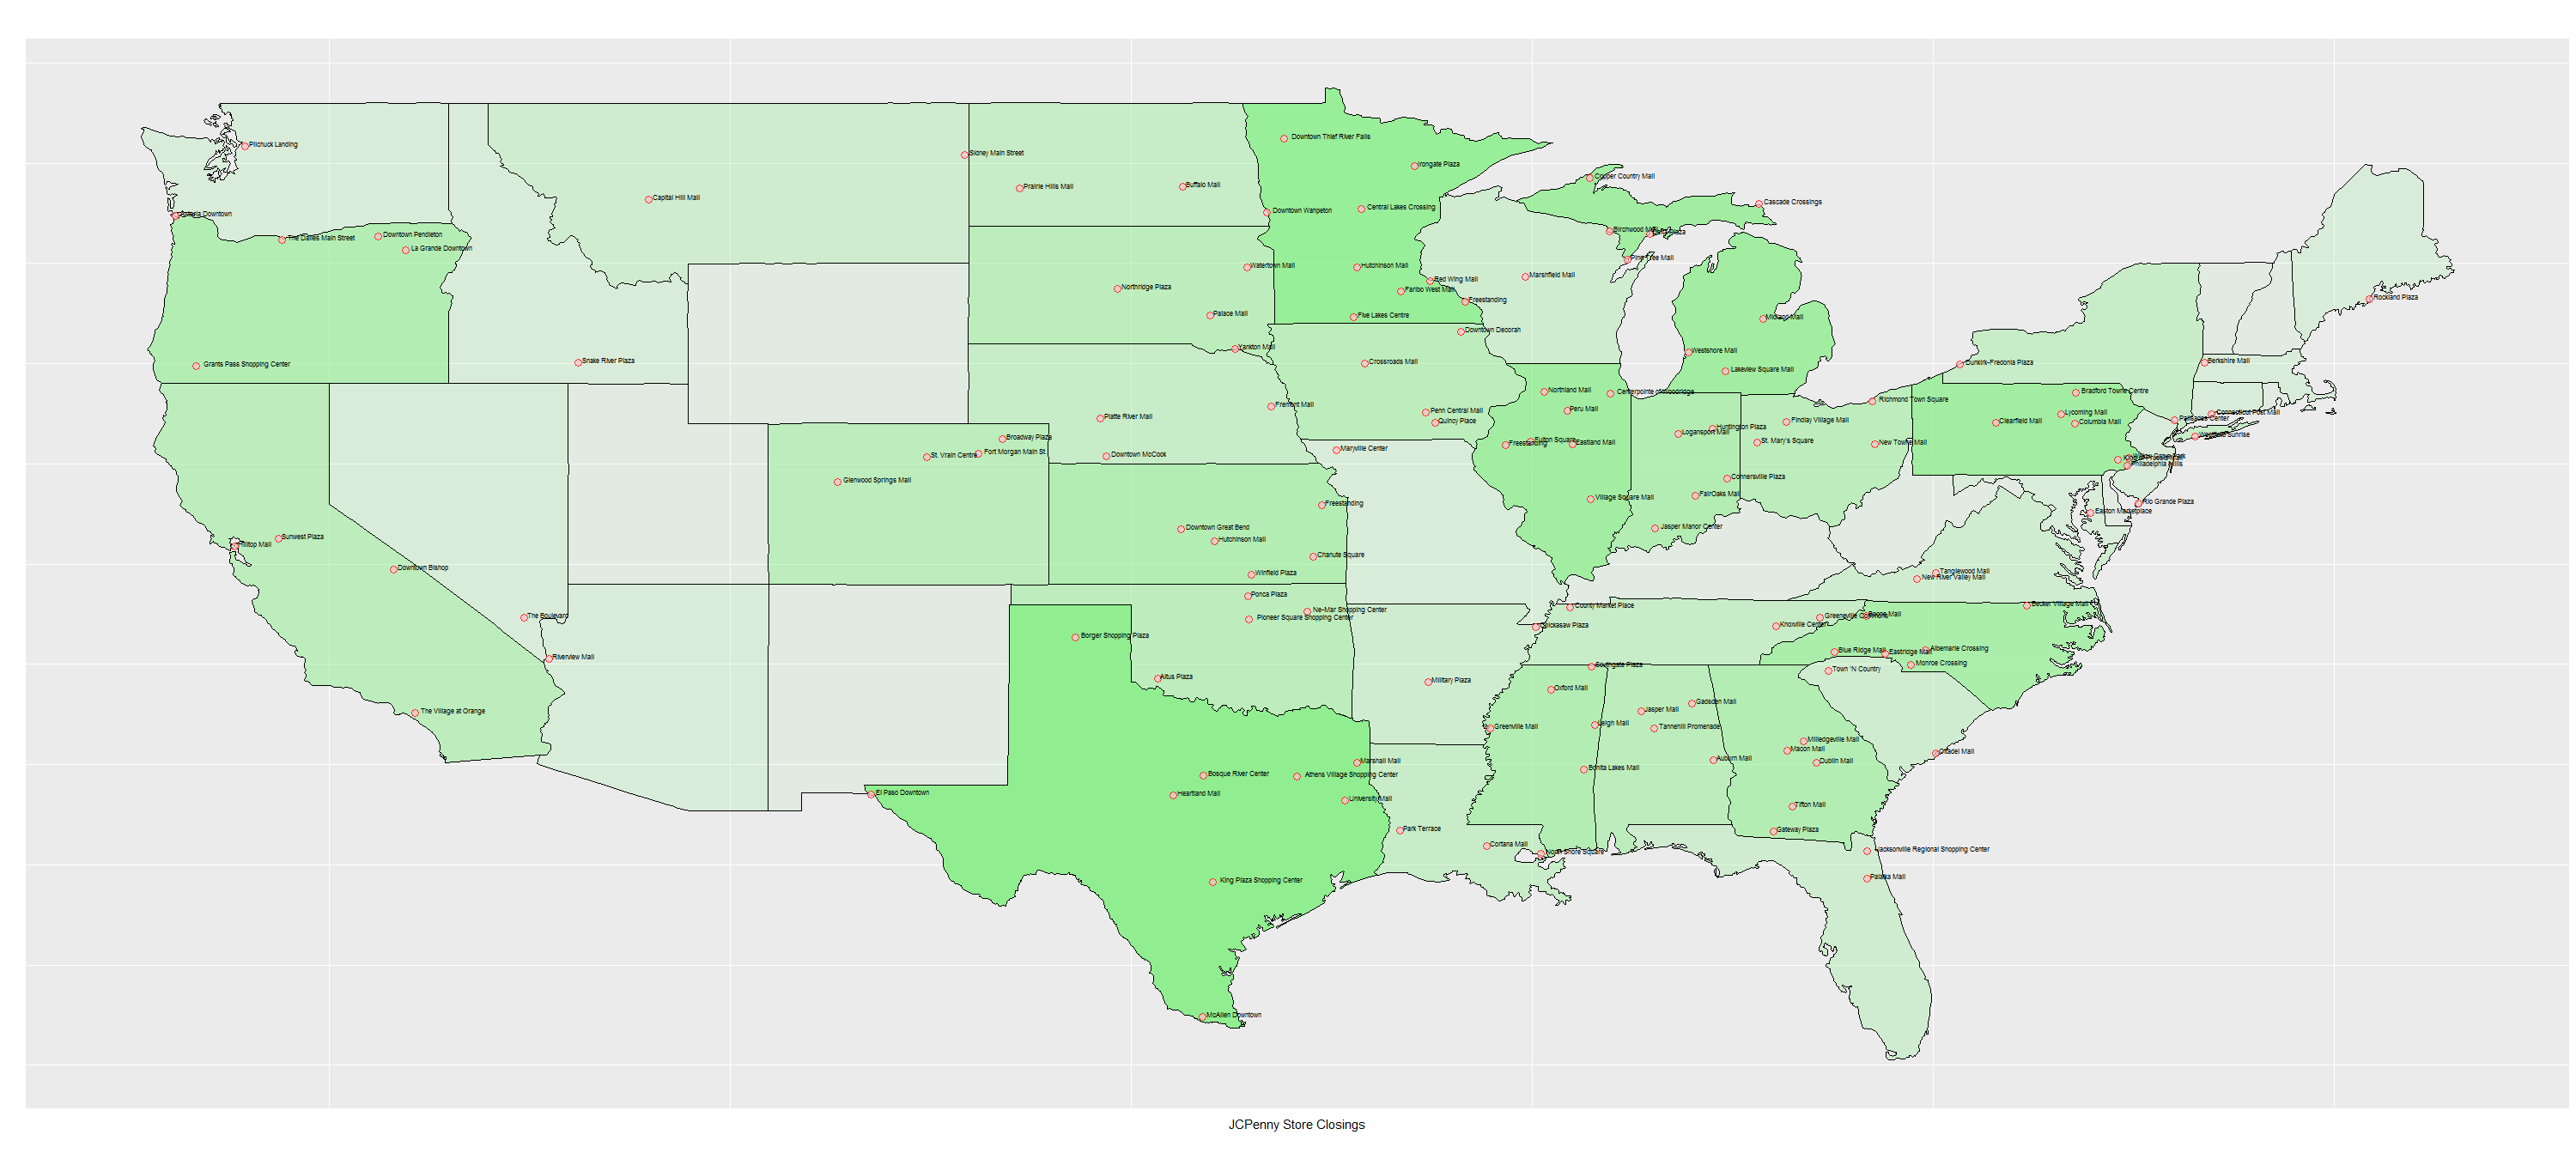 Downtown Thief River Falls
Pilchuck Landing
Sidney Main Street
Irongate Plaza
Copper Country Mall
Prairie Hills Mall
Buffalo Mall
Capital Hill Mall
Cascade Crossings
Central Lakes Crossing
Downtown Wahpeton
Astoria Downtown
Birchwood Mall
Delta Plaza
Downtown Pendleton
The Dalles Main Street
La Grande Downtown
Pine Tree Mall
Watertown Mall
Hutchinson Mall
Marshfield Mall
Red Wing Mall
Northridge Plaza
Faribo West Mall
Rockland Plaza
Freestanding
Palace Mall
Five Lakes Centre
Midland Mall
Downtown Decorah
Yankton Mall
Westshore Mall
Snake River Plaza
Crossroads Mall
Berkshire Mall
Dunkirk-Fredonia Plaza
Grants Pass Shopping Center
Lakeview Square Mall
Northland Mall
Centerpointe of Woodridge
Bradford Towne Centre
Richmond Town Square
Fremont Mall
Peru Mall
Penn Central Mall
Lycoming Mall
Connecticut Post Mall
Platte River Mall
Palisades Center
Quincy Place
Findlay Village Mall
Clearfield Mall
Columbia Mall
Huntington Plaza
Logansport Mall
Westfield Sunrise
Broadway Plaza
Fulton Square
Freestanding
Eastland Mall
St. Mary's Square
New Towne Mall
Maryville Center
Fort Morgan Main St.
St. Vrain Centre
Downtown McCook
Willow Grove Park
Philadelphia Mills
Connersville Plaza
Glenwood Springs Mall
FairOaks Mall
Village Square Mall
Rio Grande Plaza
Freestanding
Easton Marketplace
Downtown Great Bend
Jasper Manor Center
Sunwest Plaza
Hutchinson Mall
Hilltop Mall
Chanute Square
Downtown Bishop
Tanglewood Mall
Winfield Plaza
New River Valley Mall
Ponca Plaza
County Market Place
Becker Village Mall
Ne-Mar Shopping Center
Boone Mall
The Boulevard
Greeneville Commons
Pioneer Square Shopping Center
Chickasaw Plaza
Knoxville Center
Borger Shopping Plaza
Albemarle Crossing
Blue Ridge Mall
Eastridge Mall
Riverview Mall
Monroe Crossing
Southgate Plaza
Town 'N Country
Altus Plaza
Military Plaza
Oxford Mall
Gadsden Mall
Jasper Mall
The Village at Orange
Leigh Mall
Greenville Mall
Tannehill Promenade
Milledgeville Mall
Macon Mall
Citadel Mall
Auburn Mall
Marshall Mall
Dublin Mall
Bonita Lakes Mall
Bosque River Center
Athens Village Shopping Center
El Paso Downtown
Heartland Mall
University Mall
Tifton Mall
Park Terrace
Gateway Plaza
Cortana Mall
Jacksonville Regional Shopping Center
North Shore Square
Palatka Mall
King Plaza Shopping Center
McAllen Downtown
JCPenny Store Closings